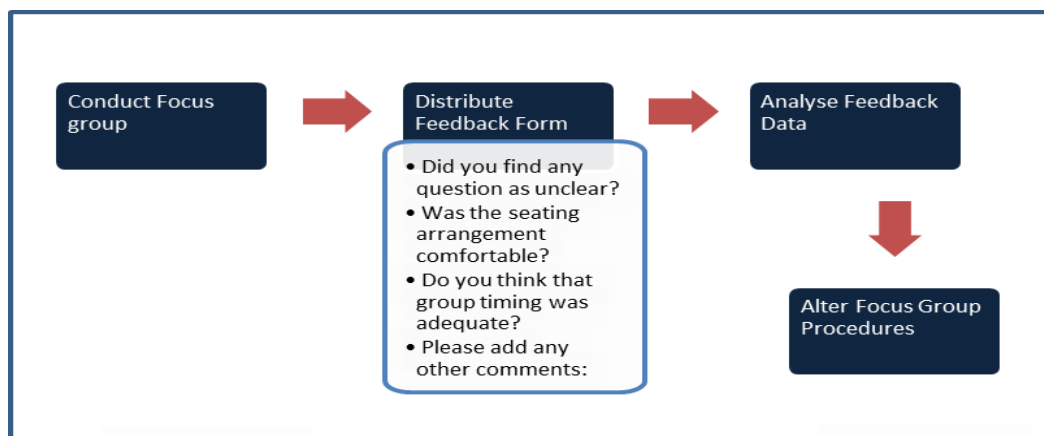 Conduct Focus
group
Distribute
Feedback Form
• Did you find any
question as unclear?
• Was the seating
arrangement
comfortable?
• Do you think that
group timing was
adequate?
• Please add any
other comments:
Analyse Feedback
Data
Alter Focus Group
Procedures